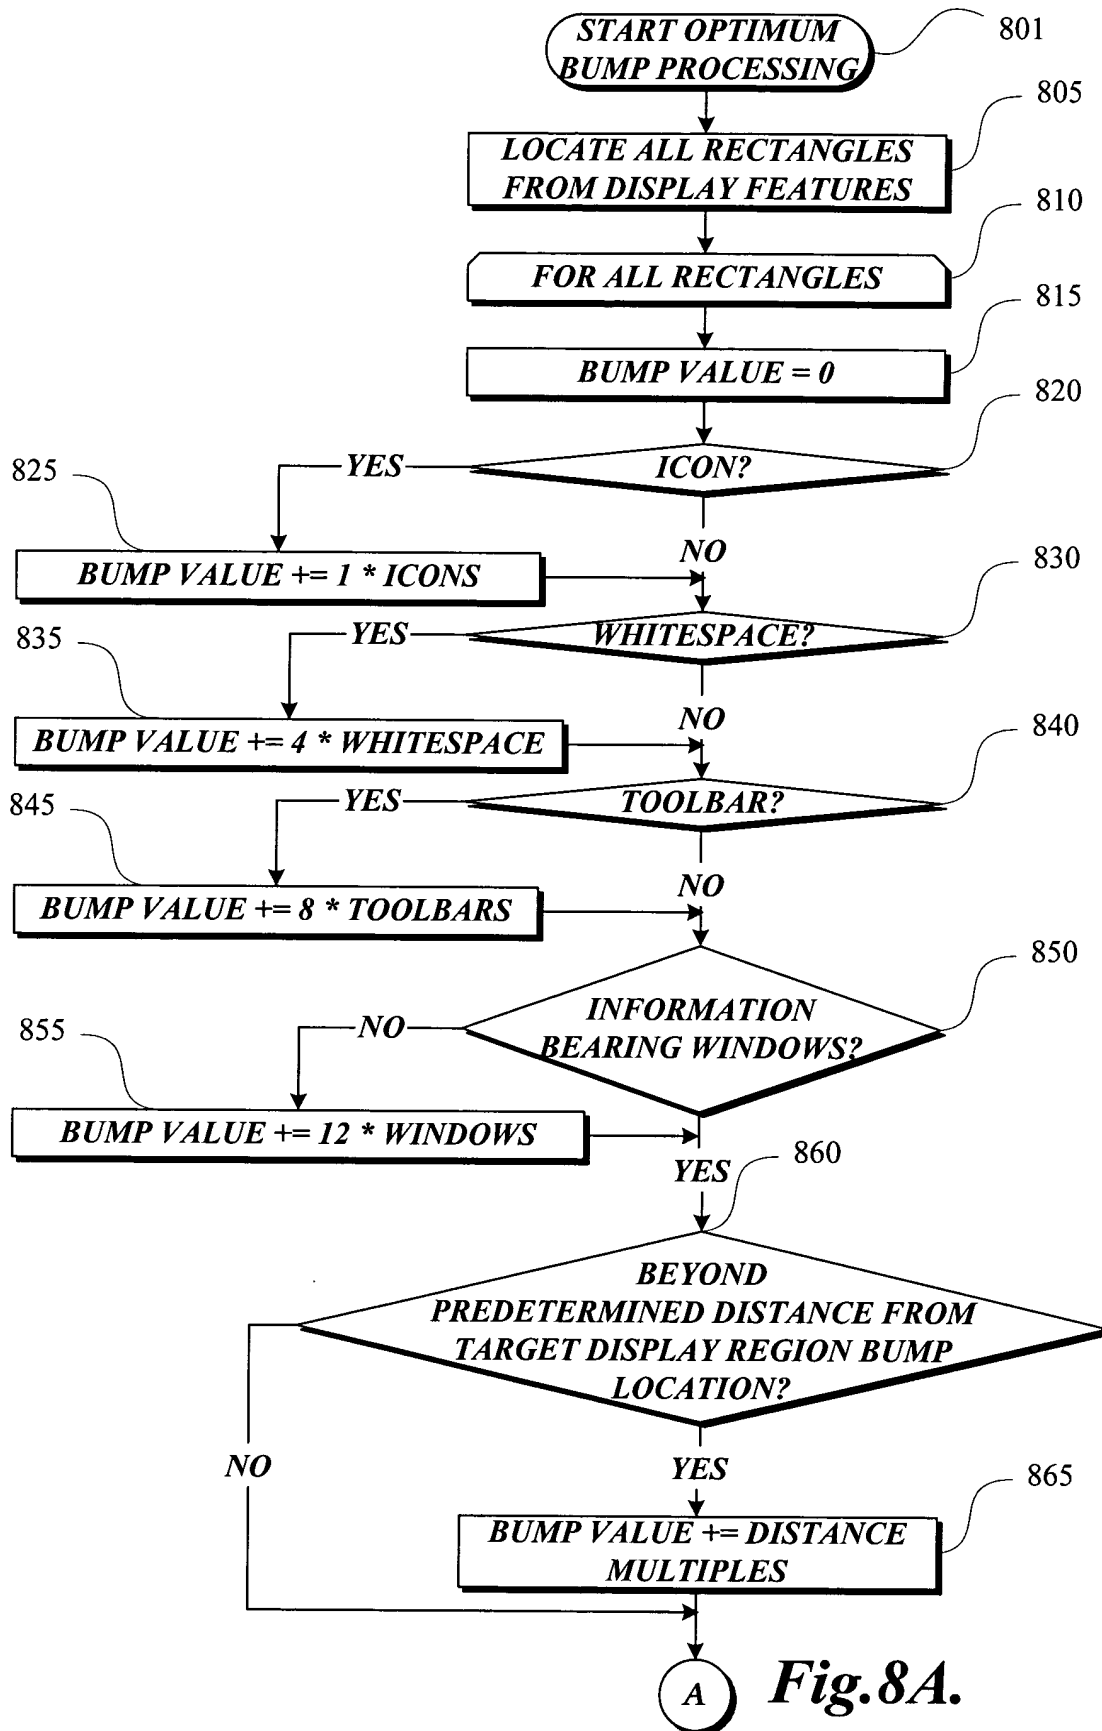 START OPTIMUM
BUMP PROCESSING
801
LOCATE ALL RECTANGLES
FROM DISPLAY FEATURES
805
FOR ALL RECTANGLES
810
BUMP VALUE = 0
815
ICON?
820
YES
NO
825
BUMP VALUE += 1 * ICONS
WHITESPACE?
830
YES
NO
835
BUMP VALUE += 4 * WHITESPACE
TOOLBAR?
840
YES
NO
845
BUMP VALUE += 8 * TOOLBARS
INFORMATION
BEARING WINDOWS?
850
NO
YES
855
BUMP VALUE += 12 * WINDOWS
860
BEYOND
PREDETERMINED DISTANCE FROM
TARGET DISPLAY REGION BUMP
LOCATION?
NO
YES
865
BUMP VALUE += DISTANCE
MULTIPLES
A
Fig.8A.